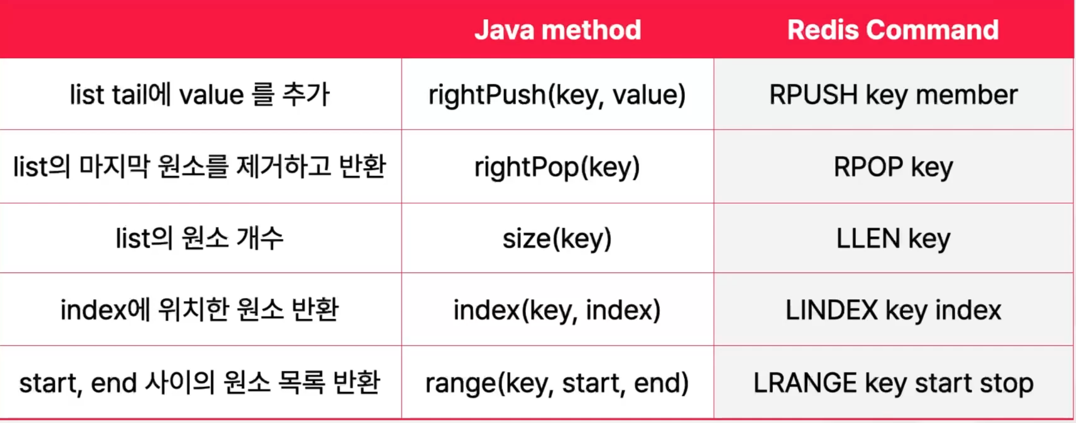 Java method Redis Command
list tail에 value 를 추가 rightPush(key, value) RPUSH key member
list의 마지막 원소를 제거하고 반환 rightPop(key) RPOP key
list의 원소 개수 size(key) LLEN key
index에 위치한 원소 반환 index(key, index) LINDEX key index
start, end 사이의 원소 목록 반환 range(key, start, end) LRANGE key start stop